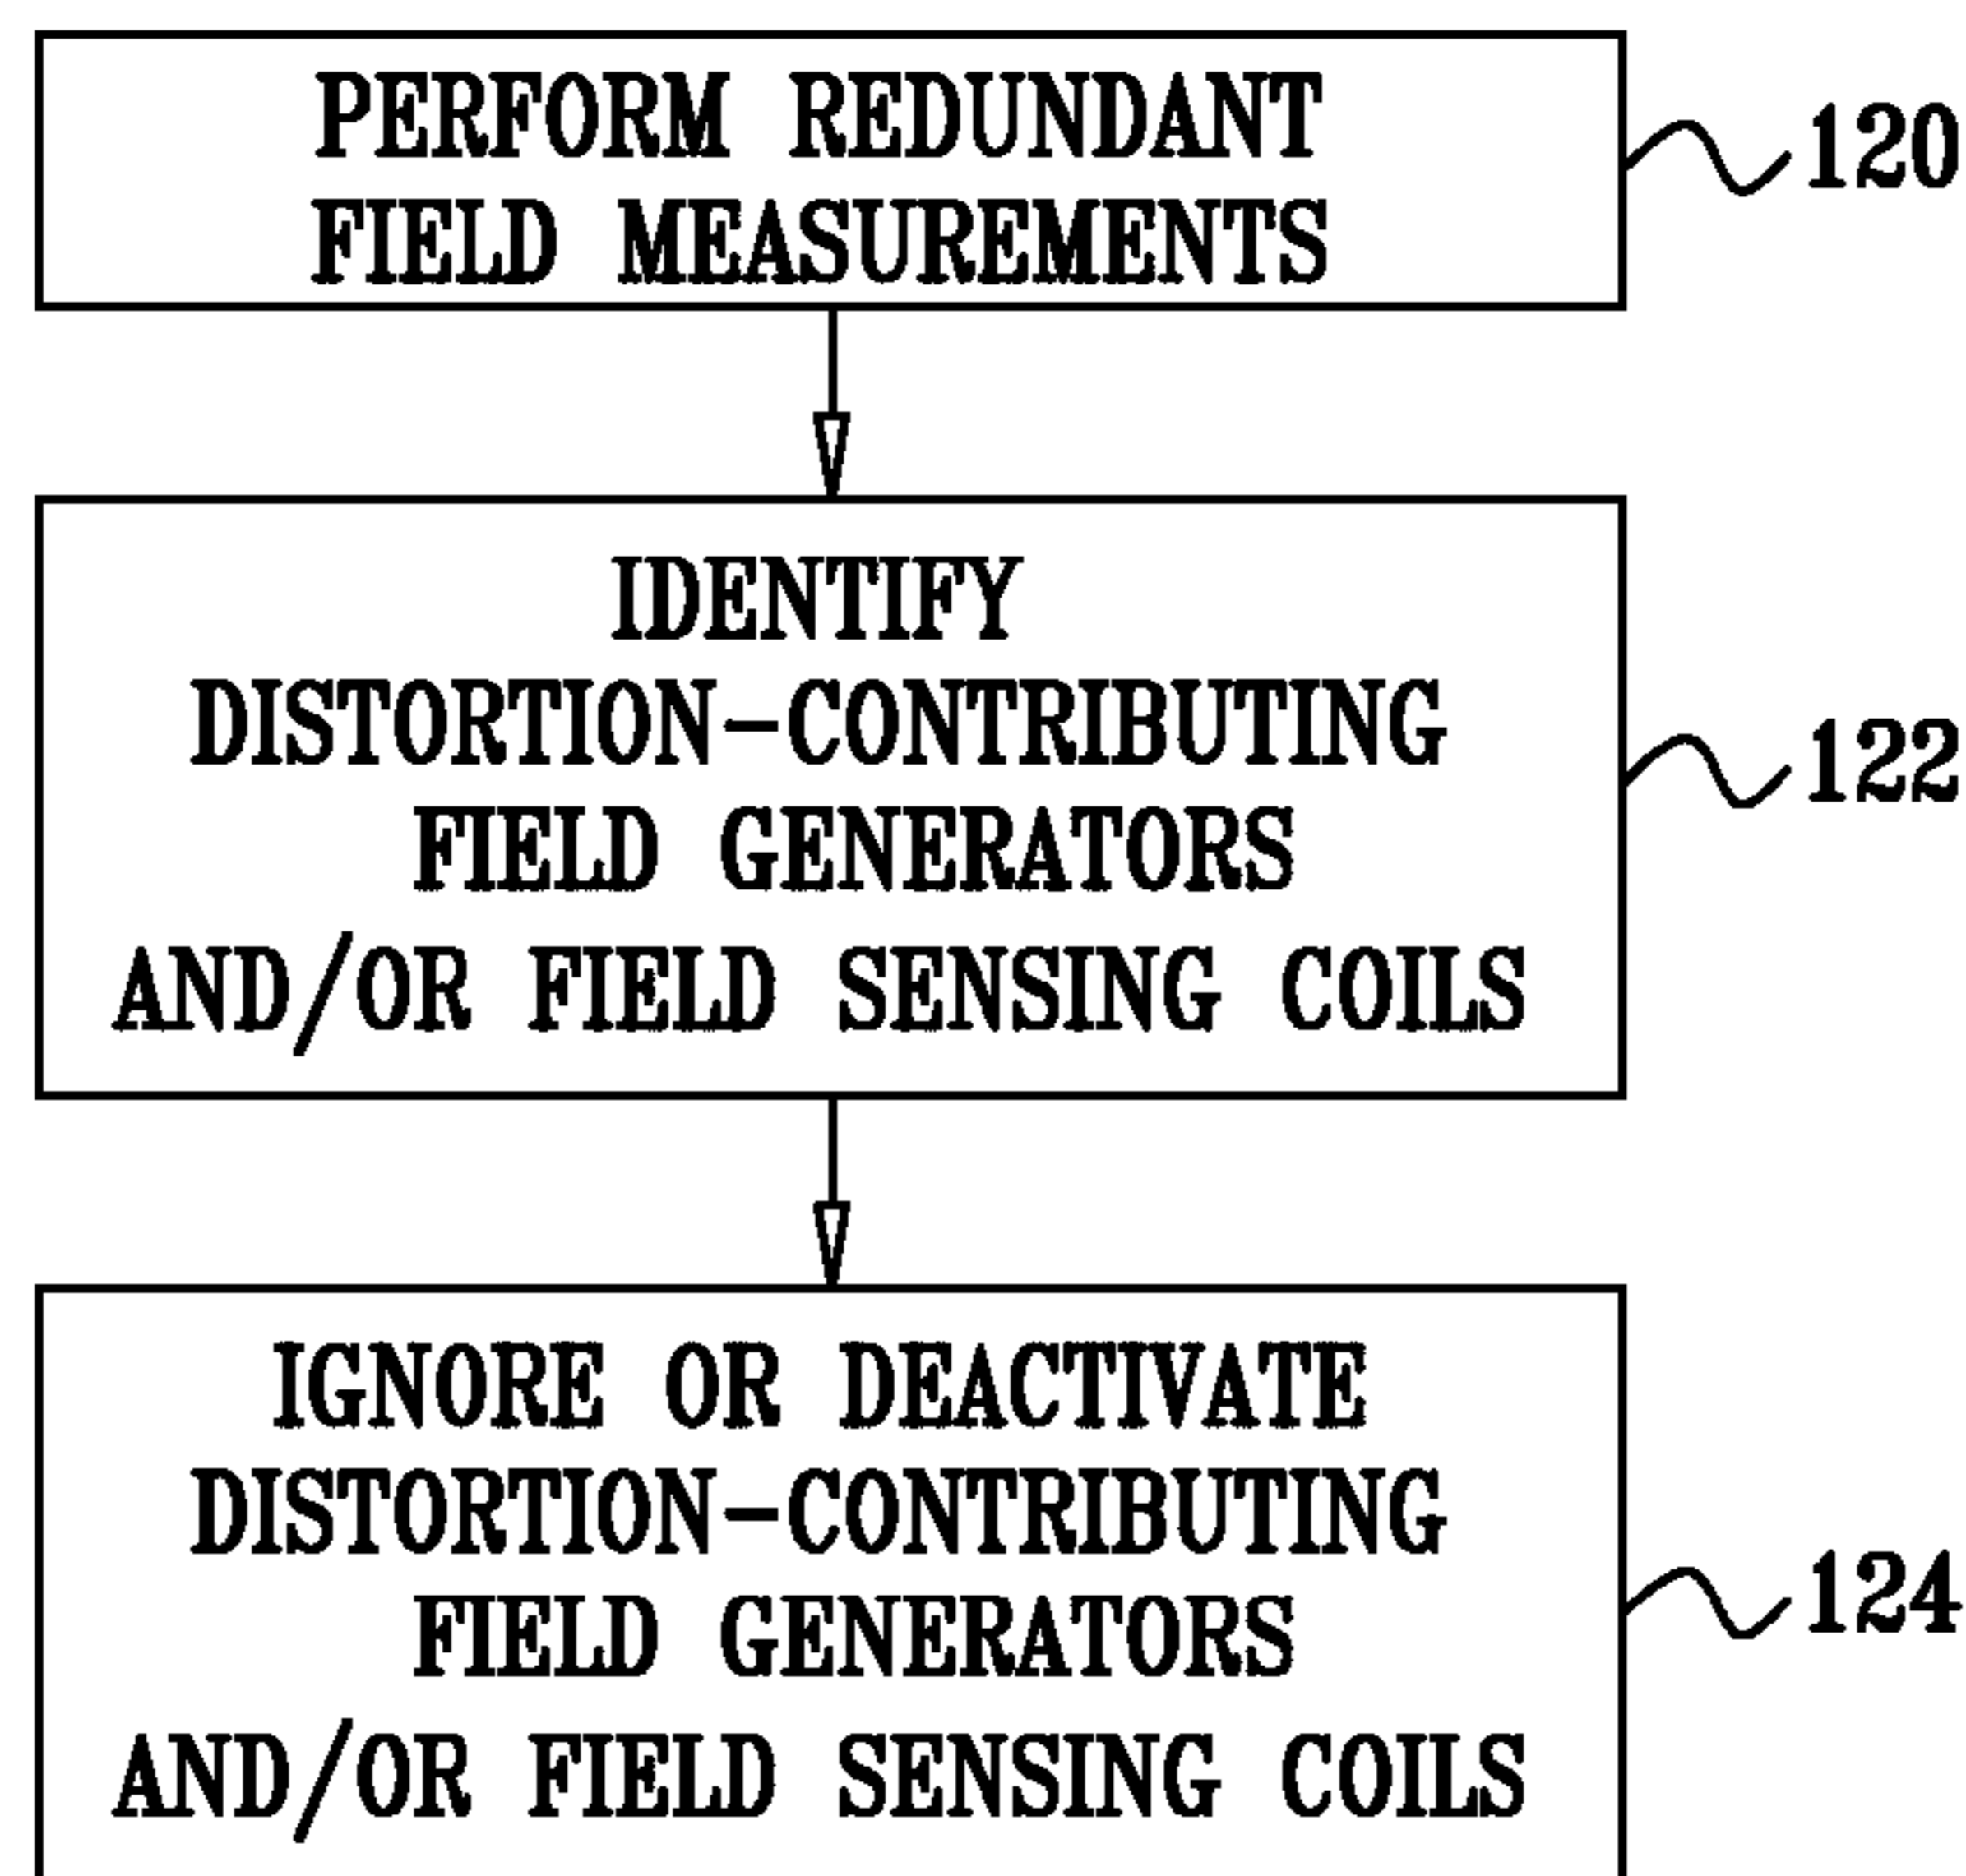 PERFORM REDUNDANT
FIELD MEASUREMENTS
120
IDENTIFY
DISTORTION-CONTRIBUTING
FIELD GENERATORS
AND/OR FIELD SENSING COILS
122
IGNORE OR DEACTIVATE
DISTORTION-CONTRIBUTING
FIELD GENERATORS
AND/OR FIELD SENSING COILS
124